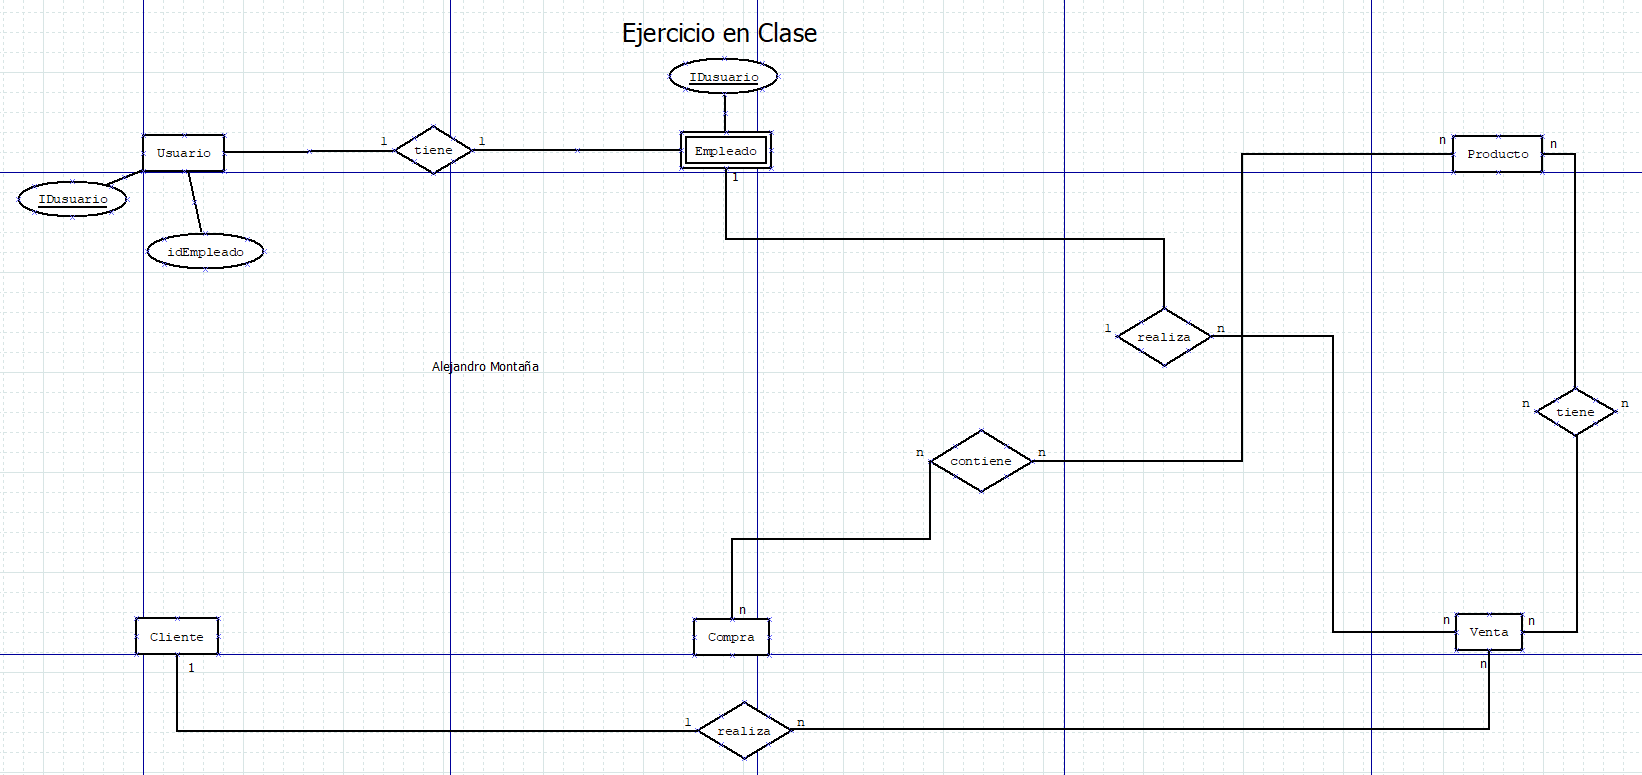 Ejercicio en Clase
IDusuario
1
tiene
1
Usuario
Empleado
n
Producto
n
1
IDusuario
idEmpleado
1
realiza
n
Alejandro Montaña
n
tiene
n
n
contiene
n
n
Cliente
Compra
n
Venta
n
1
n
1
realiza
n